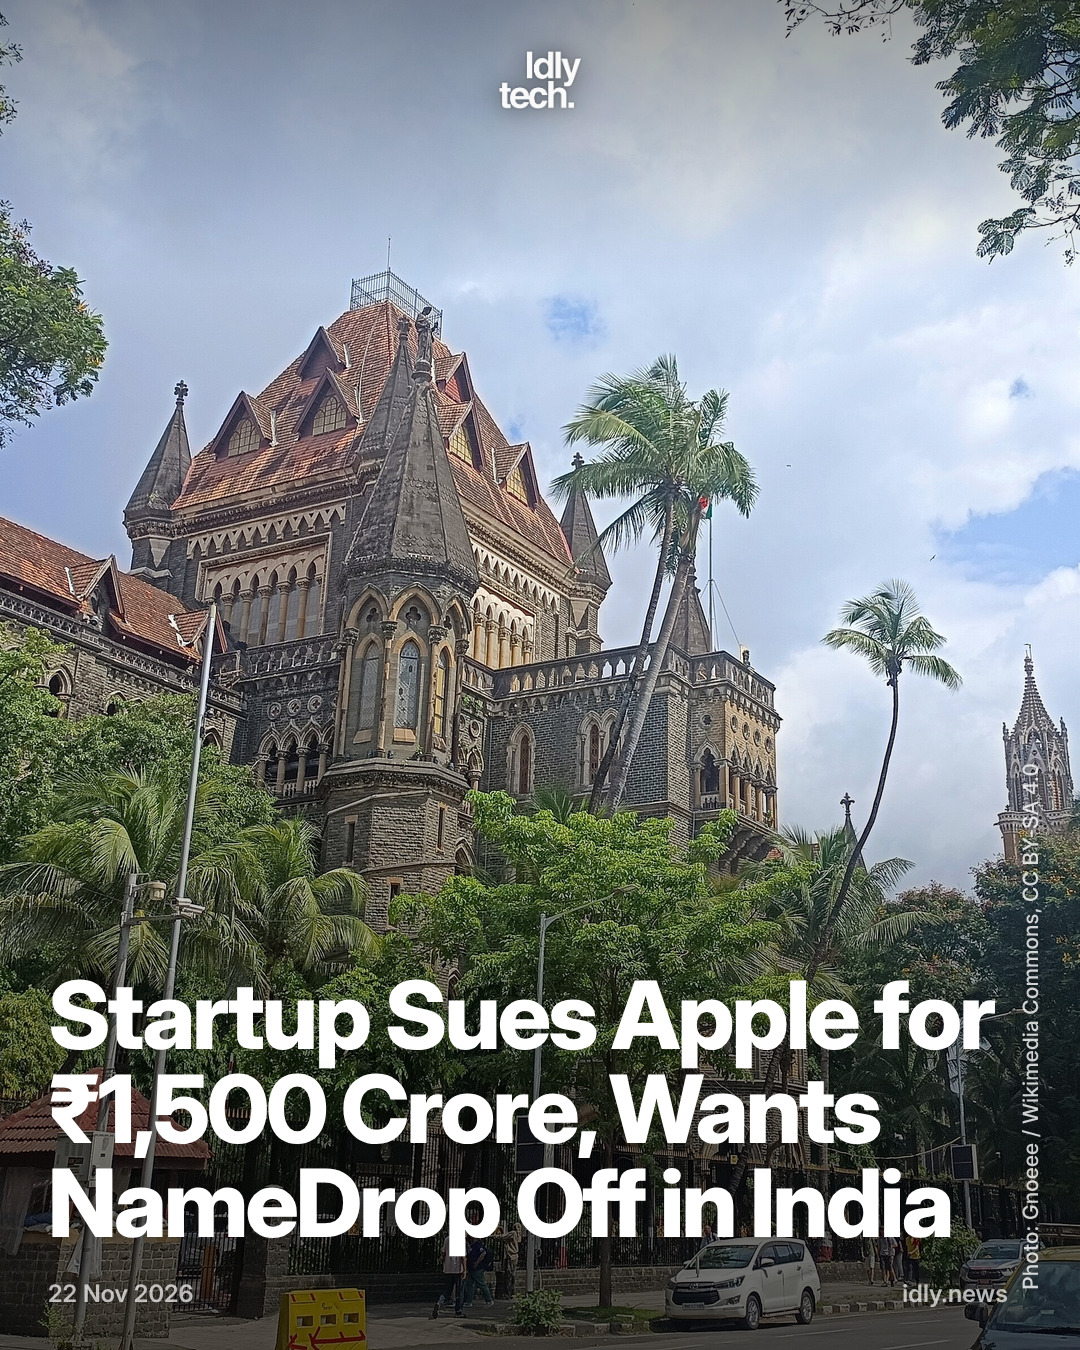 Idly
tech.
Startup Sues Apple for
₹1,500 Crore, Wants
NameDrop Off in India
22 Nov 2026
idly.news
Photo: Gnoeee / Wikimedia Commons, CC BY-SA 4.0